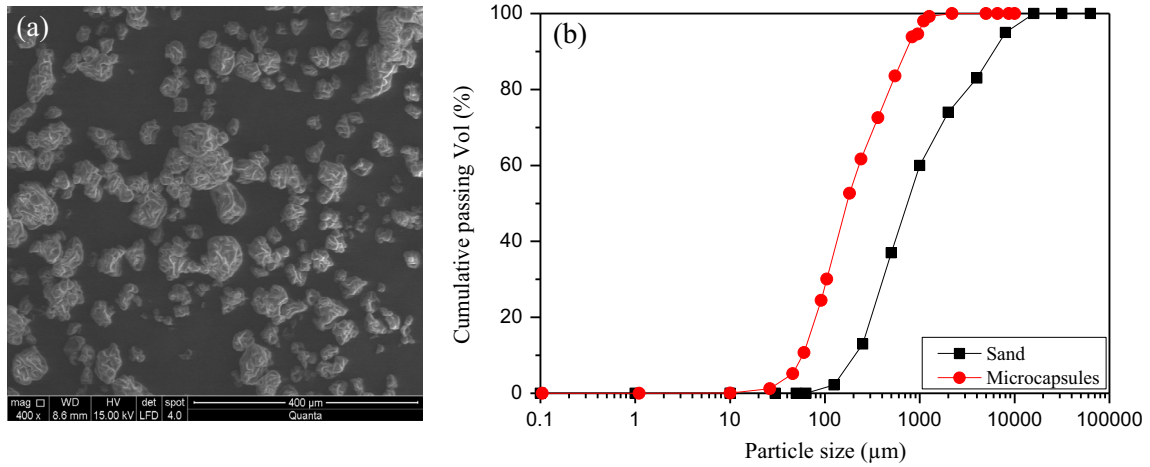 (a)
mag □ WD HV det spot 400 µm
400 x 8.6 mm 15.00 kV LFD 4.0 Quanta
(b)
Cumulative passing Vol (%)
100
80
60
40
20
0
0.1 1 10 100 1000 10000 100000
Particle size (µm)
Sand
Microcapsules